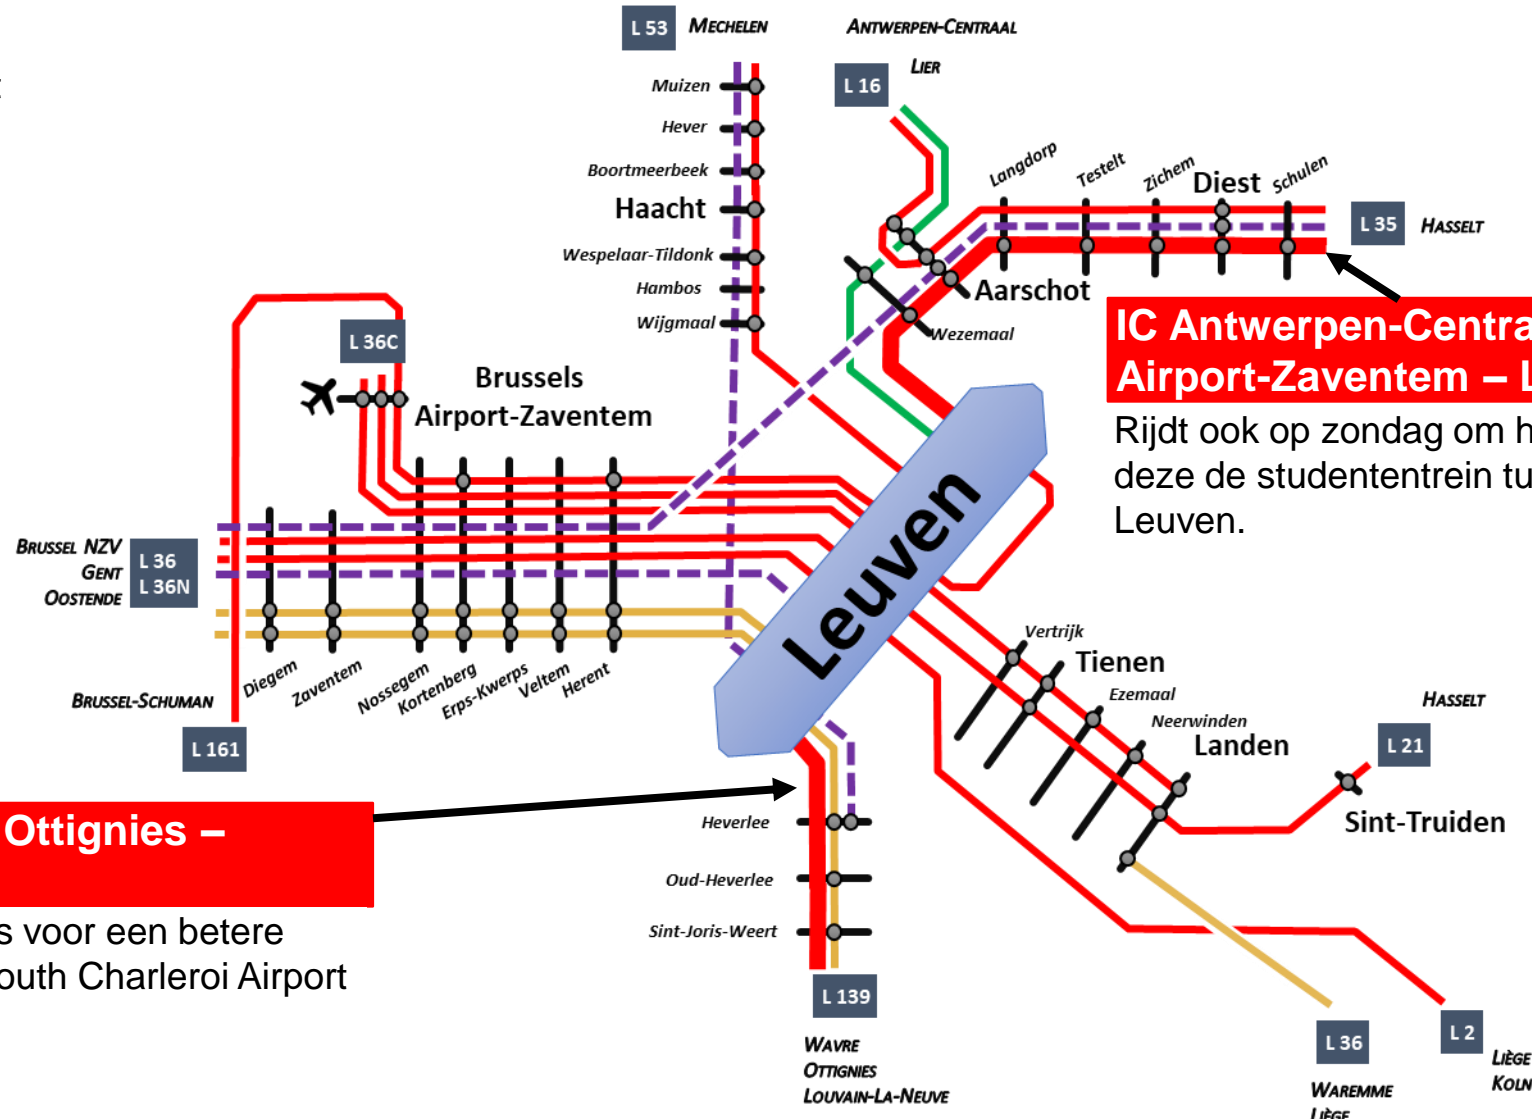 L 53
MECHELEN
ANTWERPEN-CENTRAAL
LIER
L 16
Muizen
Hever
Boortmeerbeek
Haacht
Wespelaar-Tildonk
Hambos
Wijgmaal
Langdorp
Testelt
Zichem
Diest
Schulen
L 35
HASSELT
Aarschot
Wezemaal
L 36C
Brussels
Airport-Zaventem
IC Antwerpen-Centra
Airport-Zaventem – L
Rijdt ook op zondag om h
deze de studententrein tu
Leuven.
BRUSSEL NZV
GENT
OOSTENDE
L 36
L 36N
Leuven
Diegem
Zaventem
Nossegem
Kortenberg
Erps-Kwerps
Veltem
Herent
BRUSSEL-SCHUMAN
L 161
Vertrijk
Tienen
Ezemaal
Neerwinden
Landen
HASSELT
L 21
Sint-Truiden
Ottignies –
s voor een betere
outh Charleroi Airport
Heverlee
Oud-Heverlee
Sint-Joris-Weert
L 139
WAVRE
OTTIGNIES
LOUVAIN-LA-NEUVE
L 36
WAREMME
LIÈGE
L 2
LIÈGE
KOLN